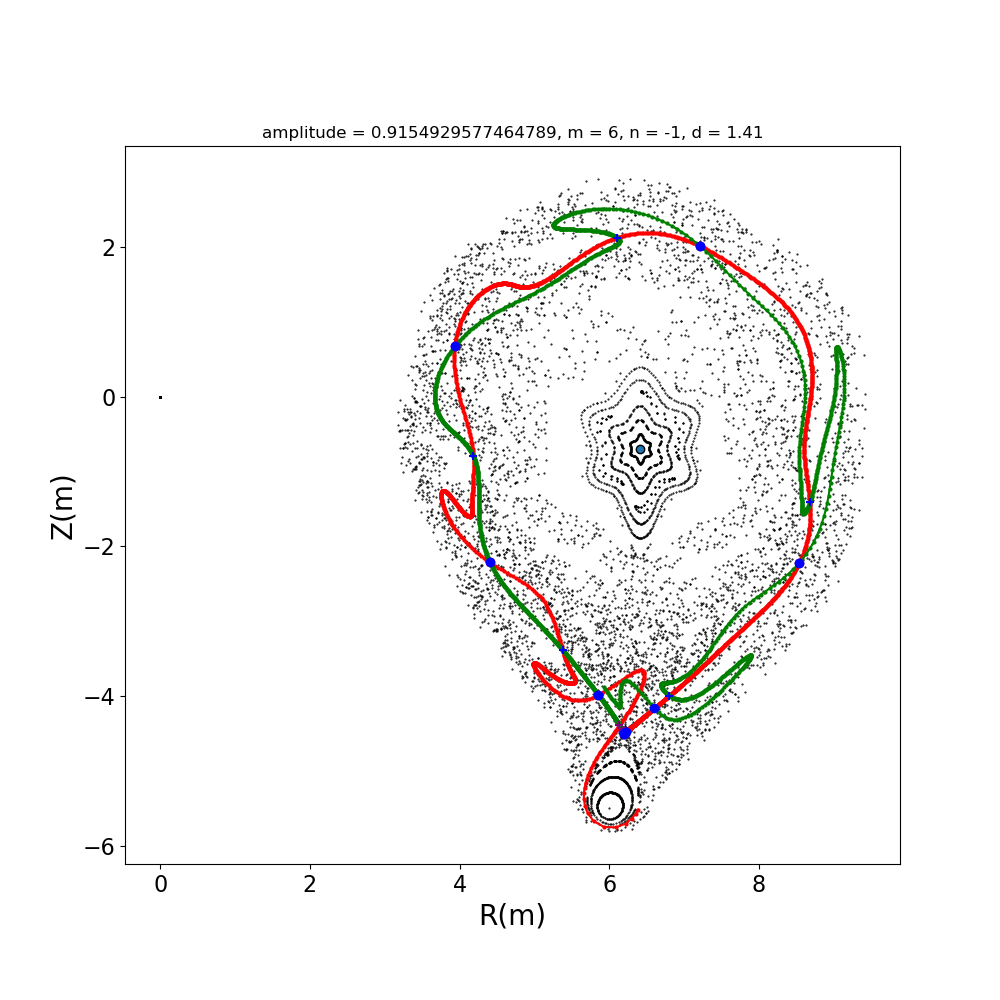 amplitude = 0.9154929577464789, m = 6, n = -1, d = 1.41
2
0
−2
−4
−6
Z(m)
0 2 4 6 8
R(m)